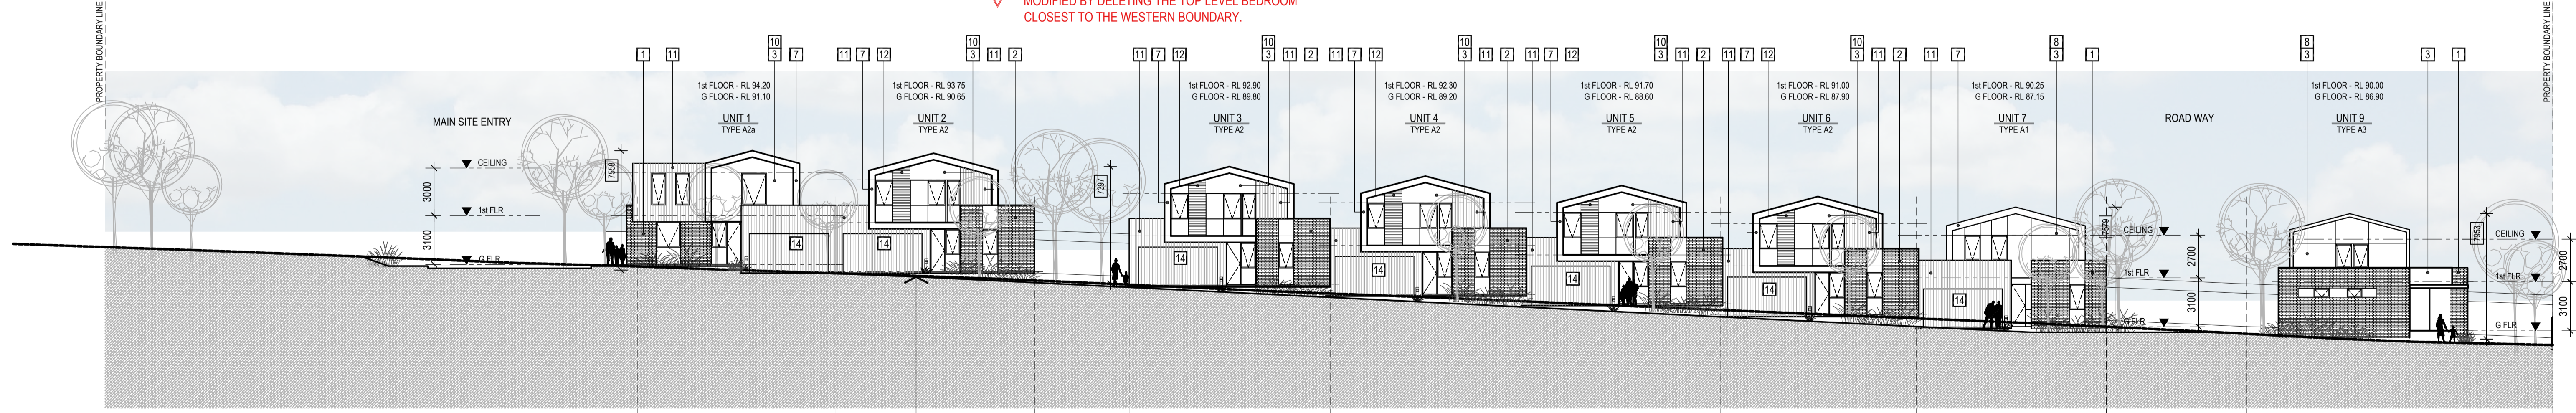 MODIFIED BY DELETING THE TOP LEVEL BEDROOM
CLOSEST TO THE WESTERN BOUNDARY.
PROPERTY BOUNDARY LINE
PROPERTY BOUNDARY LINE
1 11 10 7 11 7 12 10 11 2 11 7 12 10 11 2 11 7 12 10 11 2 11 7 12 10 11 2 11 7 12 10 11 2 11 7 8 1 8 3 1
3 3 3 3 3 3 3 3
1st FLOOR - RL 94.20
G FLOOR - RL 91.10
UNIT 1
TYPE A2a
1st FLOOR - RL 93.75
G FLOOR - RL 90.65
UNIT 2
TYPE A2
1st FLOOR - RL 92.90
G FLOOR - RL 89.80
UNIT 3
TYPE A2
1st FLOOR - RL 92.30
G FLOOR - RL 89.20
UNIT 4
TYPE A2
1st FLOOR - RL 91.70
G FLOOR - RL 88.60
UNIT 5
TYPE A2
1st FLOOR - RL 91.00
G FLOOR - RL 87.90
UNIT 6
TYPE A2
1st FLOOR - RL 90.25
G FLOOR - RL 87.15
UNIT 7
TYPE A1
ROAD WAY
1st FLOOR - RL 90.00
G FLOOR - RL 86.90
UNIT 9
TYPE A3
MAIN SITE ENTRY
CEILING
3000
1st FLR
3100
G FLR
7558
14
14
7397
14
14
14
14
14
7579
CEILING
2700
1st FLR
3100
G FLR
7953
CEILING
2700
1st FLR
3100
G FLR